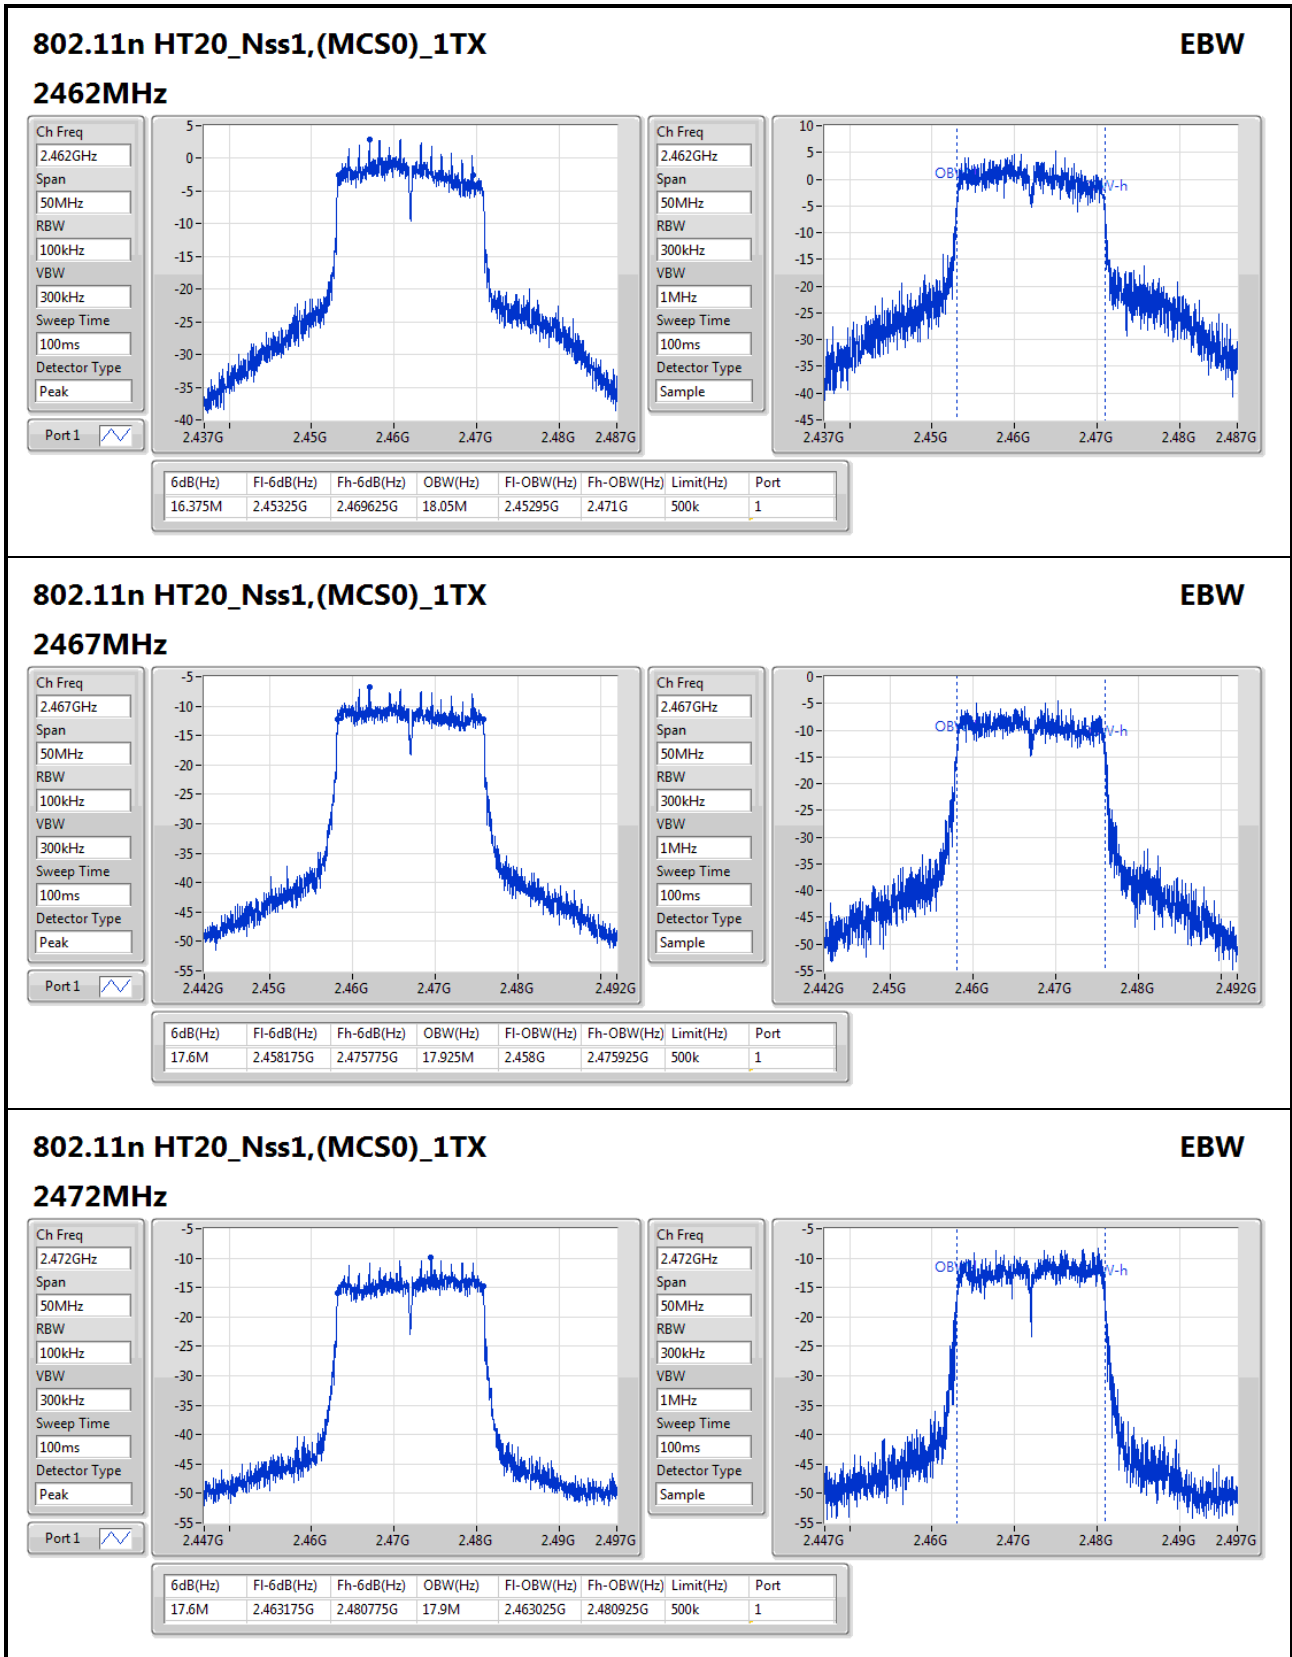 802.11n HT20_Nss1,(MCS0)_1TX EBW
2462MHz
Ch Freq
2.462GHz
Span
50MHz
RBW
100kHz
VBW
300kHz
Sweep Time
100ms
Detector Type
Peak
Port 1
5
0
-5
-10
-15
-20
-25
-30
-35
-40
2.437G 2.45G 2.46G 2.47G 2.48G 2.487G
Ch Freq
2.462GHz
Span
50MHz
RBW
300kHz
VBW
1MHz
Sweep Time
100ms
Detector Type
Sample
10
5
0
-5
-10
-15
-20
-25
-30
-35
-40
-45
2.437G 2.45G 2.46G 2.47G 2.48G 2.487G
6dB(Hz) Fl-6dB(Hz) Fh-6dB(Hz) OBW(Hz) Fl-OBW(Hz) Fh-OBW(Hz) Limit(Hz) Port
16.375M 2.45325G 2.469625G 18.05M 2.45295G 2.471G 500k 1
802.11n HT20_Nss1,(MCS0)_1TX EBW
2467MHz
Ch Freq
2.467GHz
Span
50MHz
RBW
100kHz
VBW
300kHz
Sweep Time
100ms
Detector Type
Peak
Port 1
-5
-10
-15
-20
-25
-30
-35
-40
-45
-50
-55
2.442G 2.45G 2.46G 2.47G 2.48G 2.492G
Ch Freq
2.467GHz
Span
50MHz
RBW
300kHz
VBW
1MHz
Sweep Time
100ms
Detector Type
Sample
0
-5
-10
-15
-20
-25
-30
-35
-40
-45
-50
-55
2.442G 2.45G 2.46G 2.47G 2.48G 2.492G
6dB(Hz) Fl-6dB(Hz) Fh-6dB(Hz) OBW(Hz) Fl-OBW(Hz) Fh-OBW(Hz) Limit(Hz) Port
17.6M 2.458175G 2.475775G 17.925M 2.458G 2.475925G 500k 1
802.11n HT20_Nss1,(MCS0)_1TX EBW
2472MHz
Ch Freq
2.472GHz
Span
50MHz
RBW
100kHz
VBW
300kHz
Sweep Time
100ms
Detector Type
Peak
Port 1
-5
-10
-15
-20
-25
-30
-35
-40
-45
-50
-55
2.447G 2.46G 2.47G 2.48G 2.49G 2.497G
Ch Freq
2.472GHz
Span
50MHz
RBW
300kHz
VBW
1MHz
Sweep Time
100ms
Detector Type
Sample
-5
-10
-15
-20
-25
-30
-35
-40
-45
-50
-55
2.447G 2.46G 2.47G 2.48G 2.49G 2.497G
6dB(Hz) Fl-6dB(Hz) Fh-6dB(Hz) OBW(Hz) Fl-OBW(Hz) Fh-OBW(Hz) Limit(Hz) Port
17.6M 2.463175G 2.480775G 17.9M 2.463025G 2.480925G 500k 1